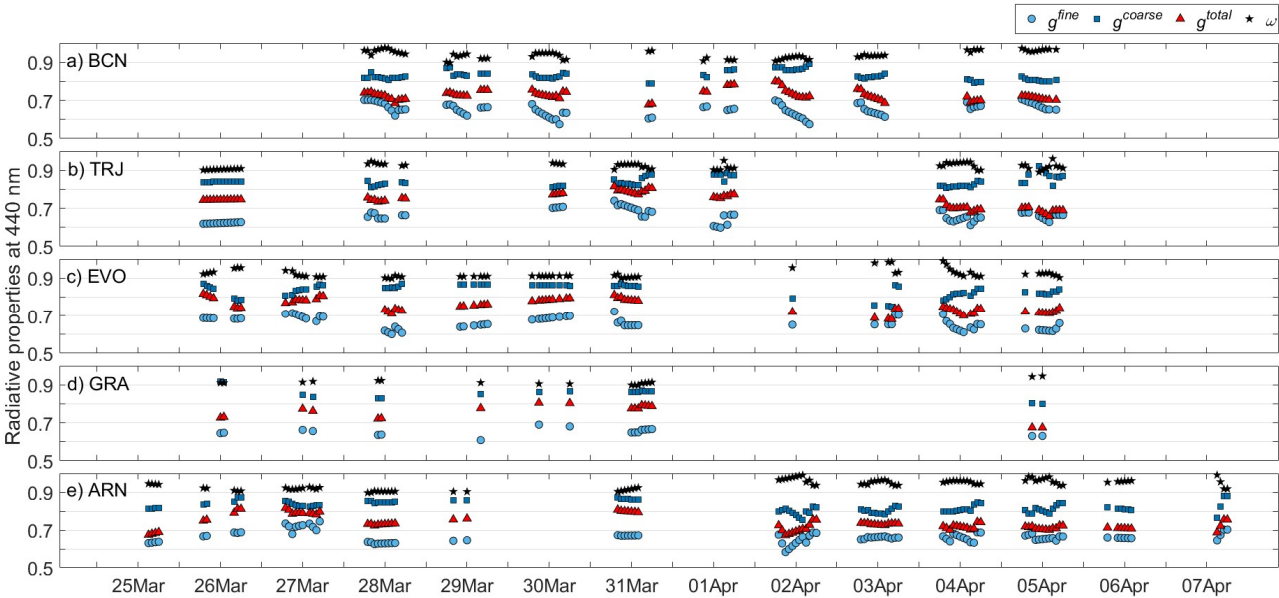 g^fine g^coarse g^total ω
Radiative properties at 440 nm
a) BCN
0.9
0.7
0.5
b) TRJ
0.9
0.7
0.5
c) EVO
0.9
0.7
0.5
d) GRA
0.9
0.7
0.5
e) ARN
0.9
0.7
0.5
25Mar 26Mar 27Mar 28Mar 29Mar 30Mar 31Mar 01Apr 02Apr 03Apr 04Apr 05Apr 06Apr 07Apr